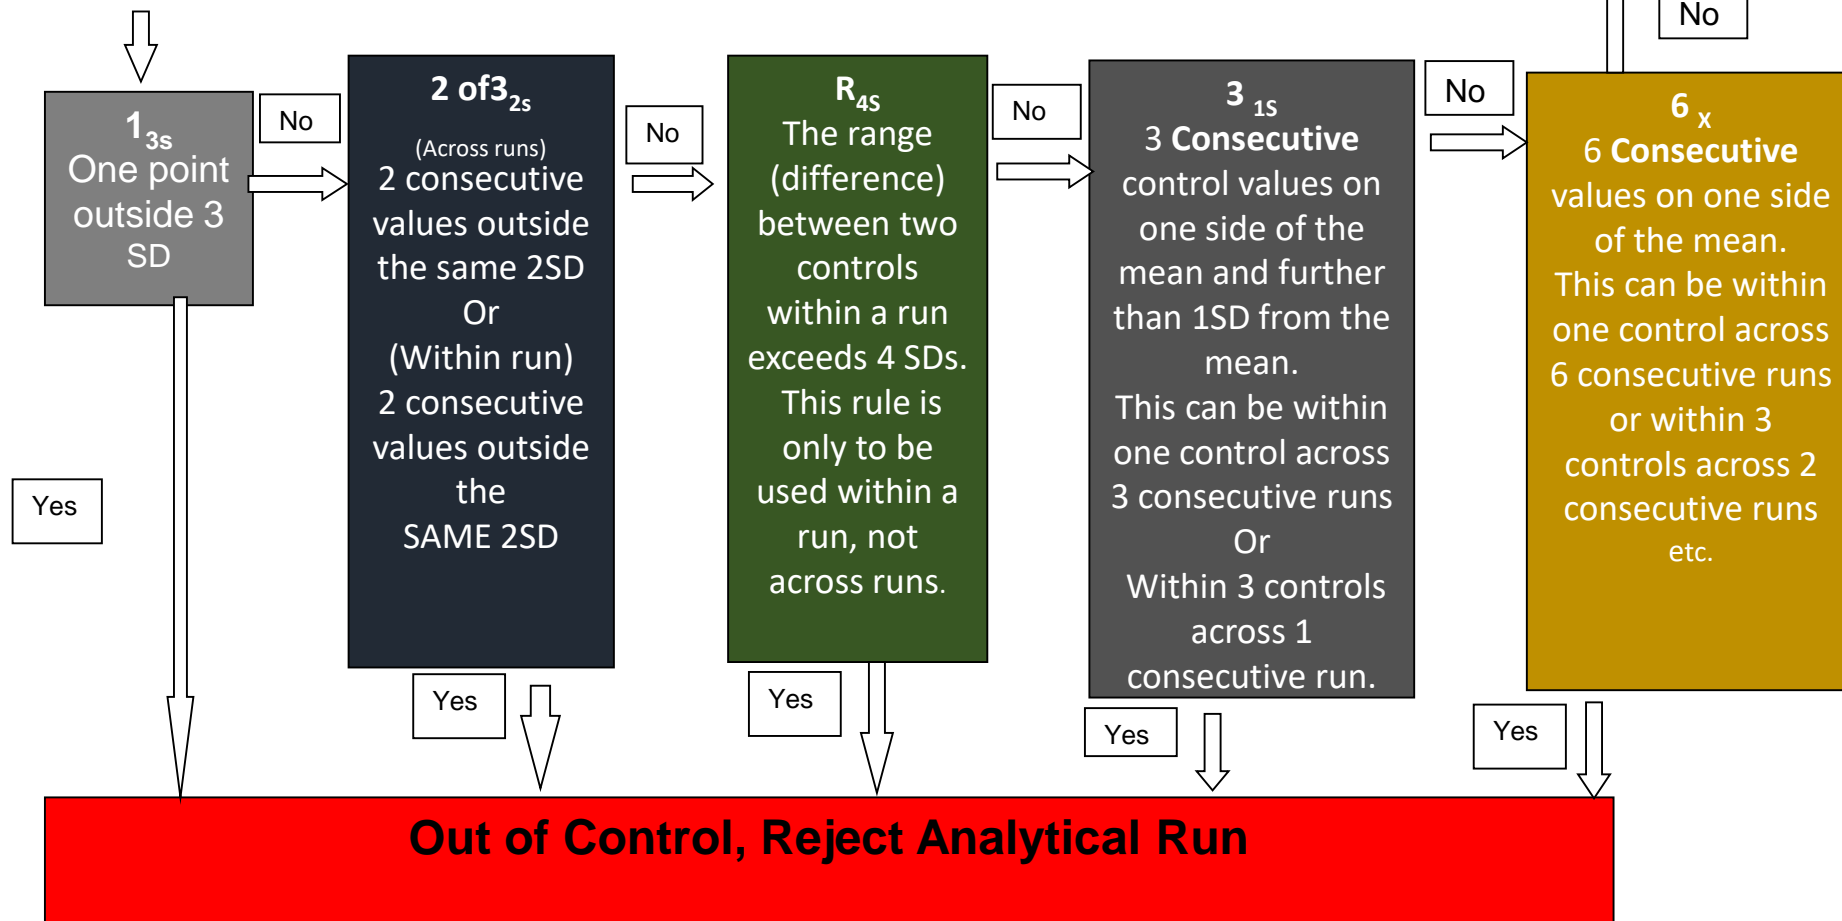 No
13s
One point
outside 3
SD
No
2 of32s
(Across runs)
2 consecutive
values outside
the same 2SD
Or
(Within run)
2 consecutive
values outside
the
SAME 2SD
No
R4S
The range
(difference)
between two
controls
within a run
exceeds 4 SDs.
This rule is
only to be
used within a
run, not
across runs.
No
3 1S
3 Consecutive
control values on
one side of the
mean and further
than 1SD from the
mean.
This can be within
one control across
3 consecutive runs
Or
Within 3 controls
across 1
consecutive run.
No
6 X
6 Consecutive
values on one side
of the mean.
This can be within
one control across
6 consecutive runs
or within 3
controls across 2
consecutive runs
etc.
Yes
Yes
Yes
Yes
Yes
Out of Control, Reject Analytical Run